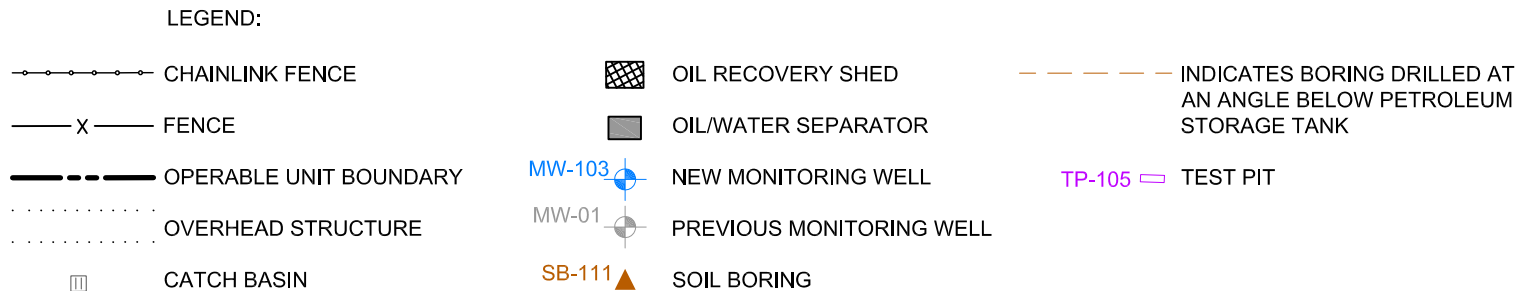 LEGEND:
CHAINLINK FENCE
X FENCE
OPERABLE UNIT BOUNDARY
OVERHEAD STRUCTURE
CATCH BASIN
OIL RECOVERY SHED
OIL/WATER SEPARATOR
MW-103 NEW MONITORING WELL
MW-01 PREVIOUS MONITORING WELL
SB-111 SOIL BORING
INDICATES BORING DRILLED AT
AN ANGLE BELOW PETROLEUM
STORAGE TANK
TP-105 TEST PIT